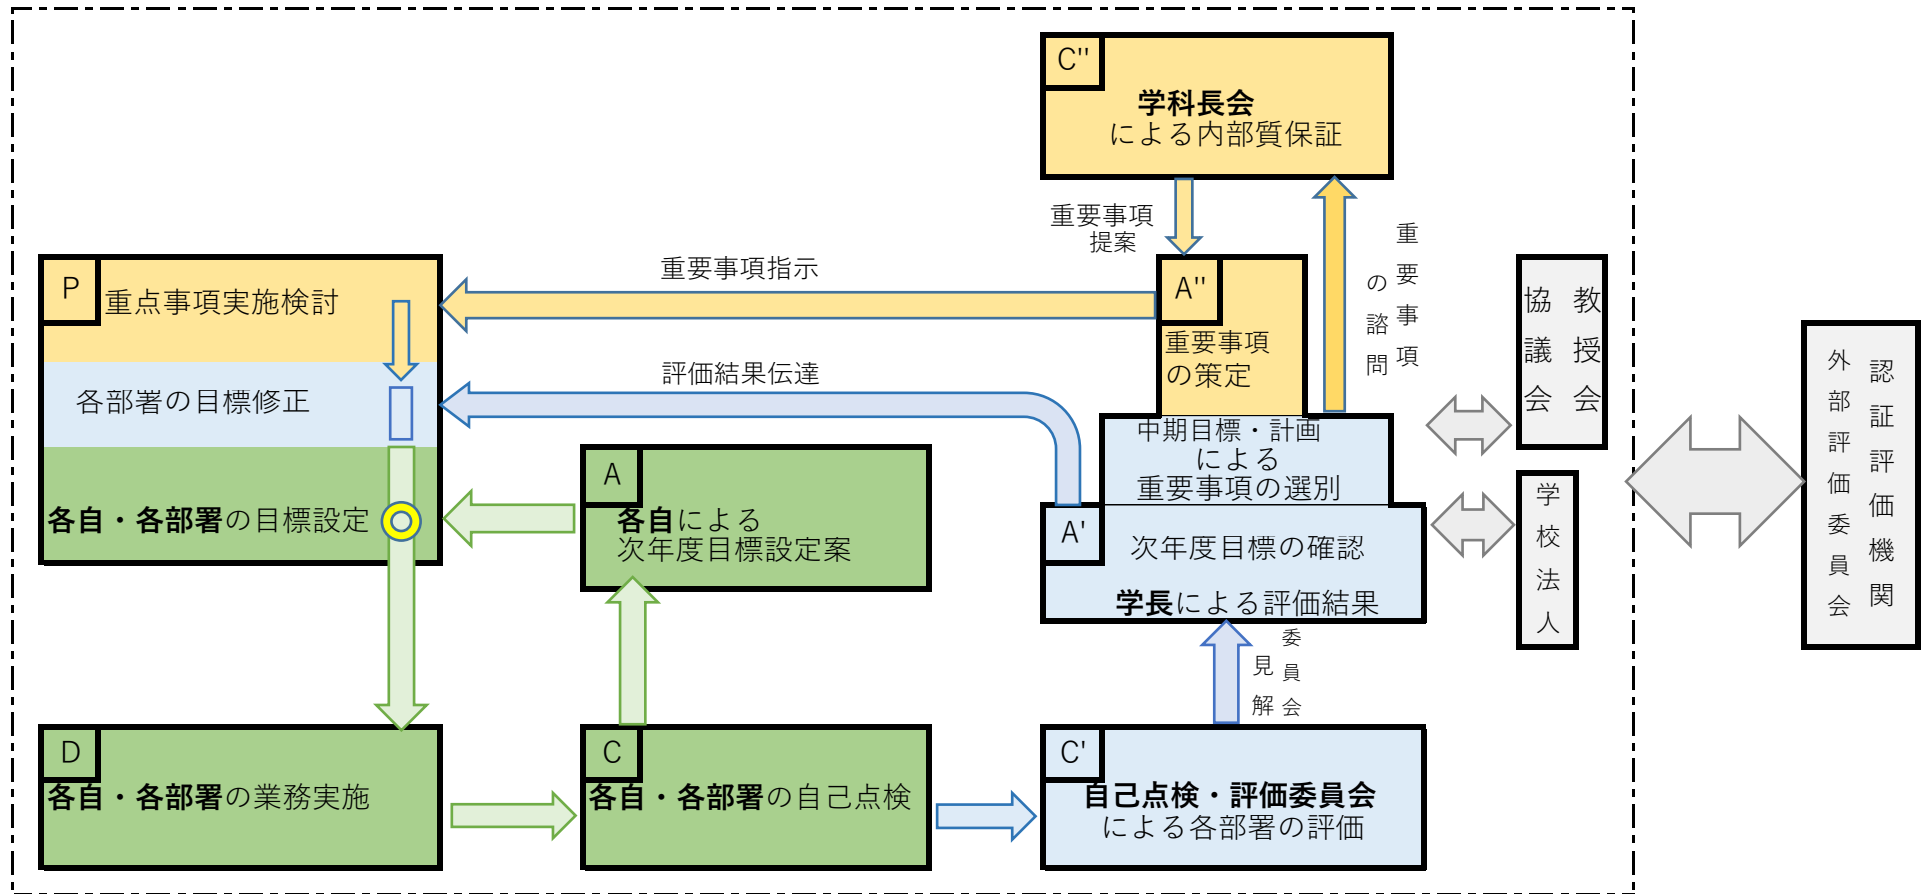 C''
学科長会
による内部質保証
重要事項
提案
重要事項
の諮問
P
重点事項実施検討
各部署の目標修正
各自・各部署の目標設定
重要事項指示
評価結果伝達
A''
重要事項
の策定
中期目標・計画
による
重要事項の選別
A'
次年度目標の確認
学長による評価結果
A
各自による
次年度目標設定案
教授会
協議会
学校法人
認証評価機関
外部評価委員会
委員会
見解
D
各自・各部署の業務実施
C
各自・各部署の自己点検
C'
自己点検・評価委員会
による各部署の評価